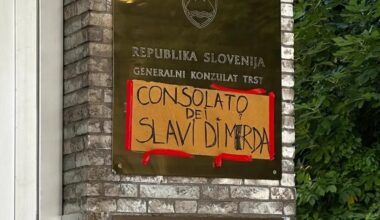 REPUBLIKA SLOVENIJA
GENERALNI KONZULAT TRST
CONSOLATO
DEI
SLAVI DI MERDA